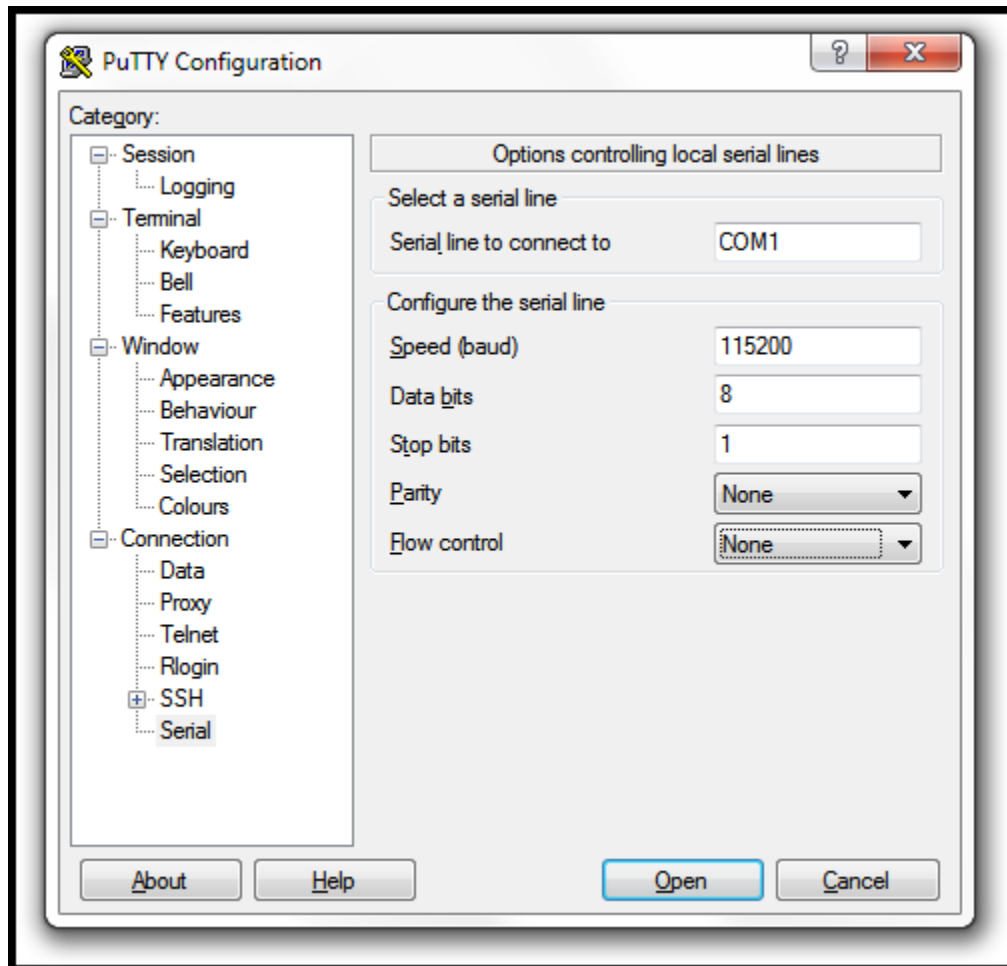 PuTTY Configuration
Category:
Session
Logging
Terminal
Keyboard
Bell
Features
Window
Appearance
Behaviour
Translation
Selection
Colours
Connection
Data
Proxy
Telnet
Rlogin
SSH
Serial
Options controlling local serial lines
Select a serial line
Serial line to connect to COM1
Configure the serial line
Speed (baud) 115200
Data bits 8
Stop bits 1
Parity None
Flow control None
About Help Open Cancel